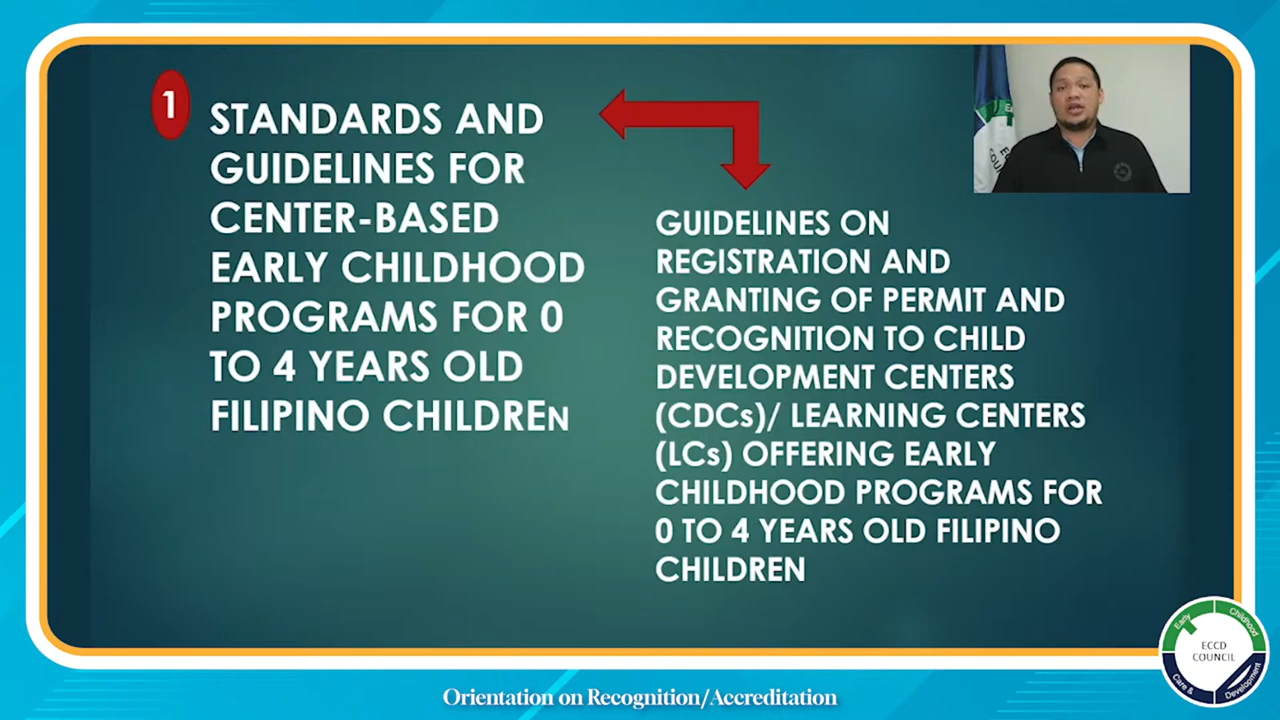 1
STANDARDS AND
GUIDELINES FOR
CENTER-BASED
EARLY CHILDHOOD
PROGRAMS FOR 0
TO 4 YEARS OLD
FILIPINO CHILDREN
GUIDELINES ON
REGISTRATION AND
GRANTING OF PERMIT AND
RECOGNITION TO CHILD
DEVELOPMENT CENTERS
(CDCs)/ LEARNING CENTERS
(LCs) OFFERING EARLY
CHILDHOOD PROGRAMS FOR
0 TO 4 YEARS OLD FILIPINO
CHILDREN
Early Childhood
ECCD
COUNCIL
Care & Development
Orientation on Recognition/Accreditation